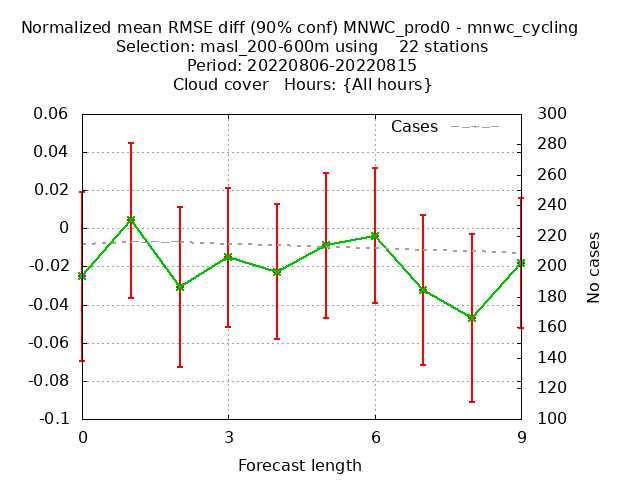 Normalized mean RMSE diff (90% conf) MNWC_prod0 - mnwc_cycling
Selection: masl_200-600m using    22 stations
Period: 20220806-20220815
Cloud cover   Hours: {All hours}
0.06
0.04
0.02
0
-0.02
-0.04
-0.06
-0.08
-0.1
Cases
300
280
260
240
220
200
180
160
140
120
100
No cases
0 3 6 9
Forecast length